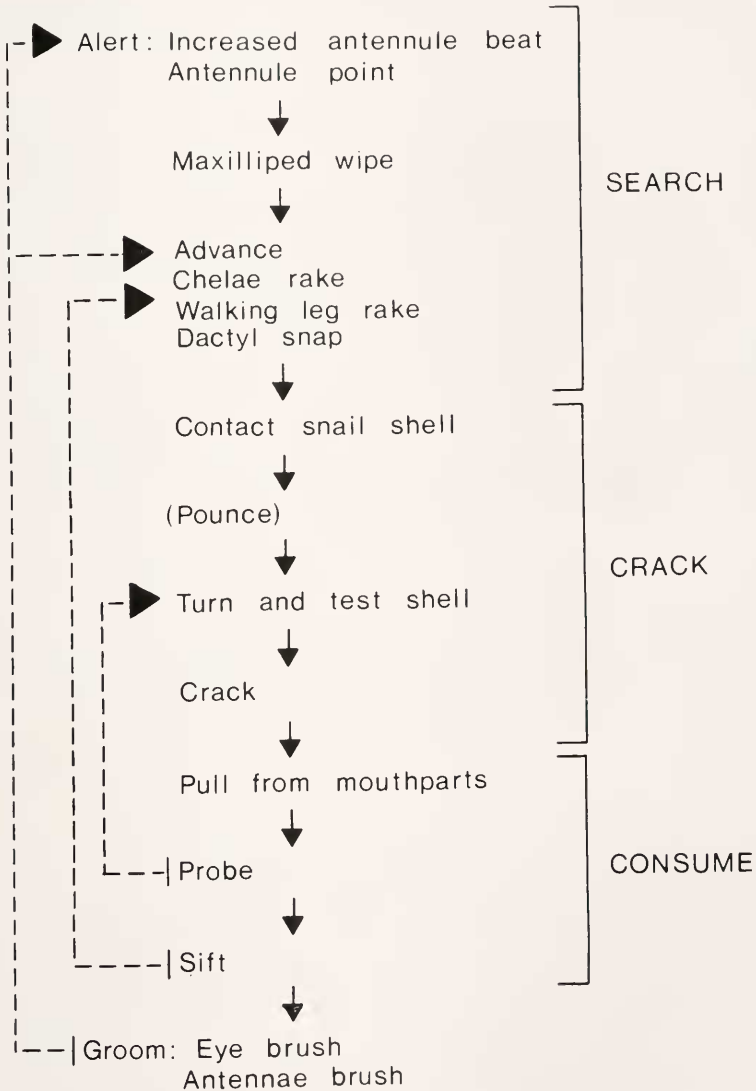 Alert: Increased antennule beat
Antennule point
Maxilliped wipe
SEARCH
Advance
Chelae rake
Walking leg rake
Dactyl snap
Contact snail shell
(Pounce)
CRACK
Turn and test shell
Crack
Pull from mouthparts
Probe
CONSUME
Sift
Groom: Eye brush
Antennae brush